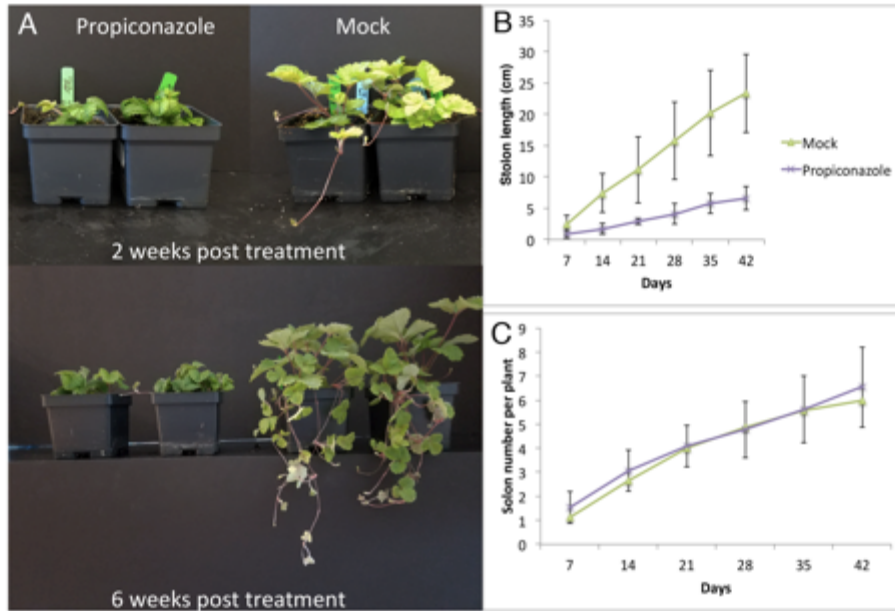 A
Propiconazole
Mock
2 weeks post treatment
6 weeks post treatment
B
35
30
25
20
15
10
5
0
Stolon length (cm)
7 14 21 28 35 42
Days
Mock
Propiconazole
C
9
8
7
6
5
4
3
2
1
0
Solon number per plant
7 14 21 28 35 42
Days